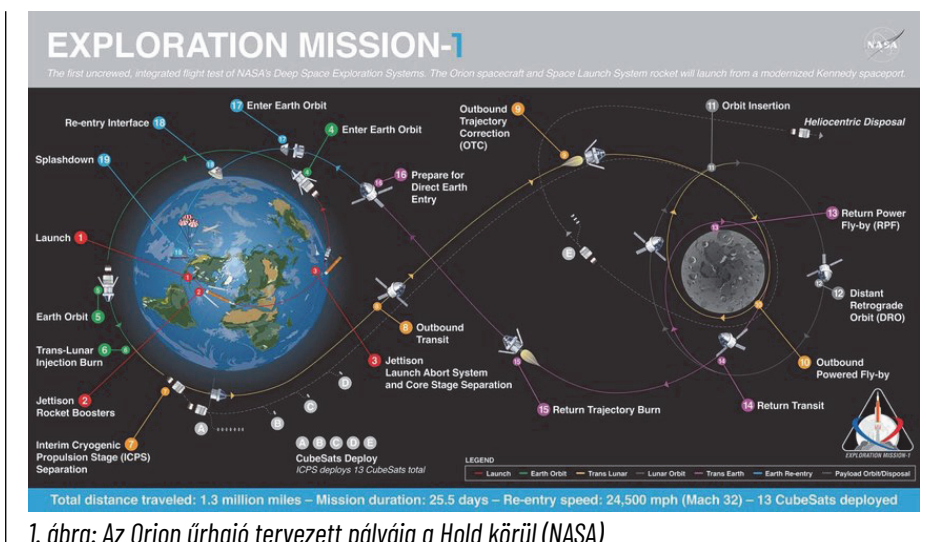 EXPLORATION MISSION-1
NASA
The first uncrewed, integrated flight test of NASA's Deep Space Exploration Systems. The Orion spacecraft and Space Launch System rocket will launch from a modernized Kennedy spaceport.
17 Enter Earth Orbit
Re-entry Interface 18
4 Enter Earth Orbit
Splashdown 19
Outbound 9
Trajectory
Correction
(OTC)
11 Orbit Insertion
Heliocentric Disposal
16 Prepare for
Direct Earth
Entry
Launch 1
13 Return Power
Fly-by (RPF)
Earth Orbit 5
12 Distant
Retrograde
Orbit (DRO)
Trans-Lunar 6
Injection Burn
8 Outbound
Transit
3 Jettison
Launch Abort System
and Core Stage Separation
10 Outbound
Powered Fly-by
Jettison 2
Rocket Boosters
15 Return Trajectory Burn
14 Return Transit
Interim Cryogenic 7
Propulsion Stage (ICPS)
Separation
A
B
C
D
E
A B C D E
CubeSats Deploy
ICPS deploys 13 CubeSats total
EXPLORATION MISSION-1
LEGEND
Launch Earth Orbit Trans Lunar Lunar Orbit Trans Earth Earth Re-entry Payload Orbit/Disposal
Total distance traveled: 1.3 million miles – Mission duration: 25.5 days – Re-entry speed: 24,500 mph (Mach 32) – 13 CubeSats deployed
1. ábra: Az Orion űrhajó tervezett pályája a Hold körül (NASA)